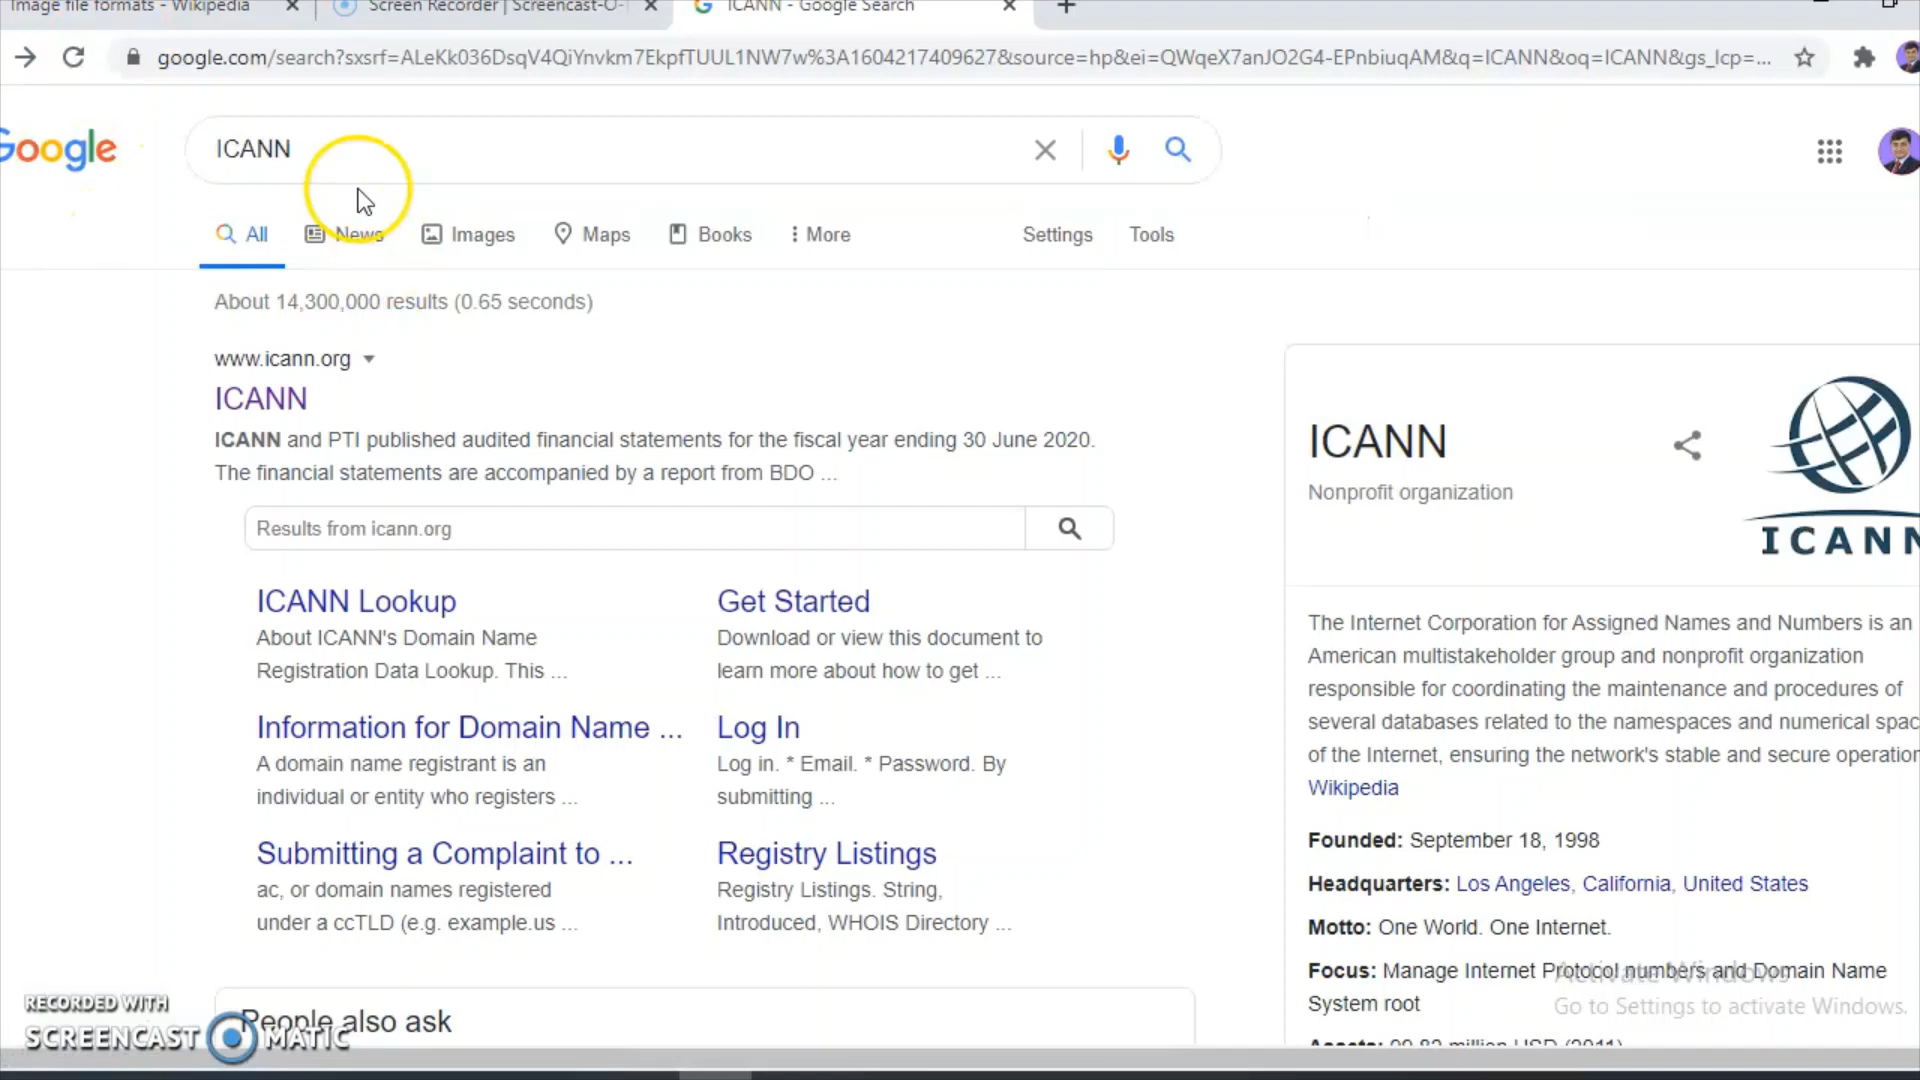 Image file formats - Wikipedia
Screen Recorder | Screencast-O-
ICANN - Google Search
google.com/search?sxsrf=ALeKk036DsqV4QiYnvkm7EkpfTUUL1NW7w%3A1604217409627&source=hp&ei=QWqeX7anJO2G4-EPnbiuqAM&q=ICANN&oq=ICANN&gs_lcp=...
Google
ICANN
All
News
Images
Maps
Books
More
Settings
Tools
About 14,300,000 results (0.65 seconds)
www.icann.org
ICANN
ICANN and PTI published audited financial statements for the fiscal year ending 30 June 2020.
The financial statements are accompanied by a report from BDO ...
Results from icann.org
ICANN Lookup
About ICANN's Domain Name
Registration Data Lookup. This ...
Get Started
Download or view this document to
learn more about how to get ...
Information for Domain Name ...
A domain name registrant is an
individual or entity who registers ...
Log In
Log in. * Email. * Password. By
submitting ...
Submitting a Complaint to ...
ac, or domain names registered
under a ccTLD (e.g. example.us ...
Registry Listings
Registry Listings. String,
Introduced, WHOIS Directory ...
People also ask
ICANN
Nonprofit organization
ICANN
The Internet Corporation for Assigned Names and Numbers is an
American multistakeholder group and nonprofit organization
responsible for coordinating the maintenance and procedures of
several databases related to the namespaces and numerical spac
of the Internet, ensuring the network's stable and secure operation
Wikipedia
Founded: September 18, 1998
Headquarters: Los Angeles, California, United States
Motto: One World. One Internet.
Focus: Manage Internet Protocol numbers and Domain Name
System root
Activate Windows
Go to Settings to activate Windows.
RECORDED WITH
SCREENCAST MATIC